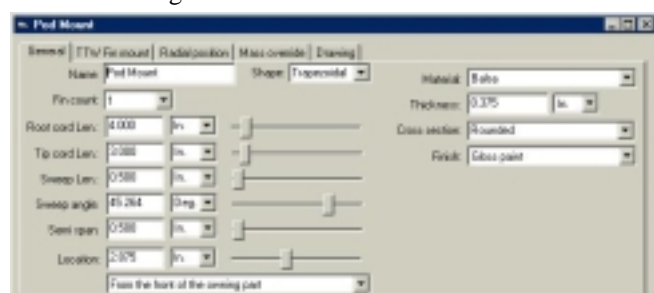 Pod Mount
General TTW Fin mount Radial position Mass override Drawing
Name: Pod Mount Shape: Trapezoidal
Fin count: 1
Root cord Len.: 4.000 In.
Tip cord Len.: 3.000 In.
Sweep Len.: 0.500 In.
Sweep angle: 45.264 Deg.
Semi span: 0.500 In.
Location: 2.875 In.
From the front of the owning part
Material: Balsa
Thickness: 0.375 In.
Cross section: Rounded
Finish: Gloss paint